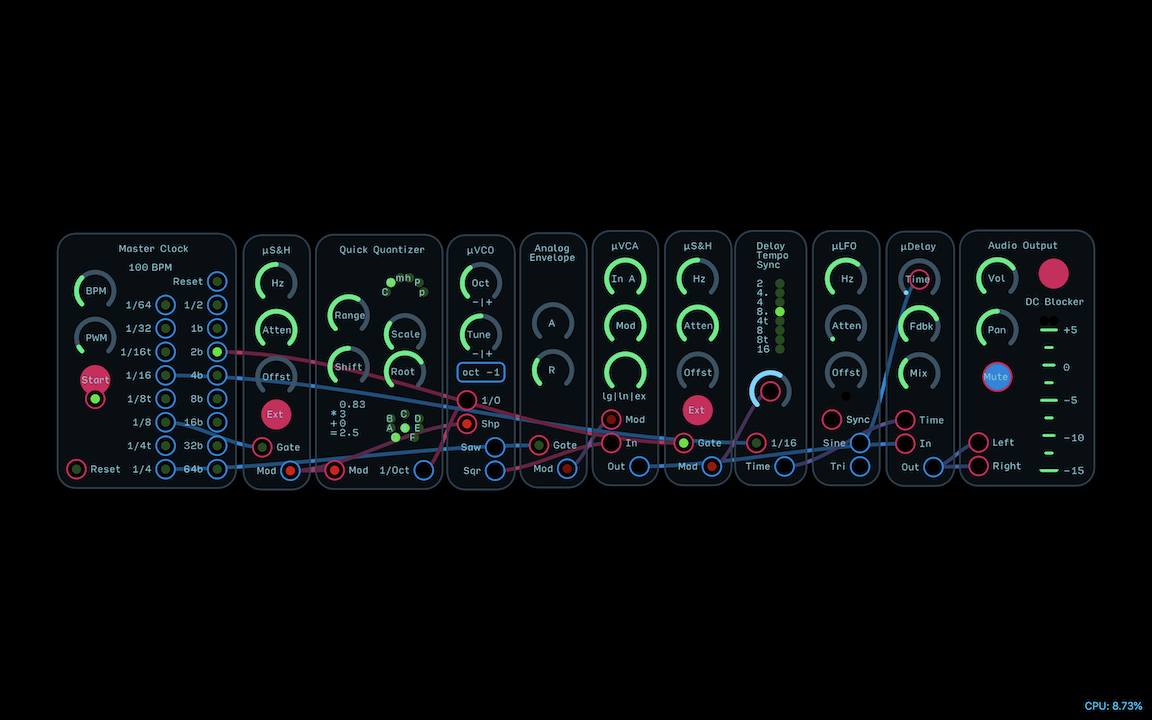 Master Clock
100 BPM
Reset
BPM
1/64 1/2
1/32 1b
PWM
1/16t 2b
Start
1/16 4b
1/8t 8b
1/8 16b
1/4t 32b
Reset 1/4 64b
µS&H
Hz
Atten
Offst
Ext
Gate
Mod
Quick Quantizer
C m h P p
Range
Scale
Shift
Root
0.83
*3
+0
=2.5
B C D
A E
F
Mod 1/Oct
µVCO
Oct
-|+
Tune
-|+
oct -1
1/O
Shp
Saw
Sqr
Analog
Envelope
A
R
Gate
Mod
µVCA
In A
Mod
lg|ln|ex
Mod
In
Out
µS&H
Hz
Atten
Offst
Ext
Gate
Mod
Delay
Tempo
Sync
2
4.
4
8.
4t
8
8t
16
1/16
Time
µLFO
Hz
Atten
Offst
Sync
Sine
Tri
µDelay
Time
Fdbk
Mix
Time
In
Out
Audio Output
Vol
DC Blocker
Pan
+5
0
Mute
-5
-10
Left
Right
-15
CPU: 8.73%